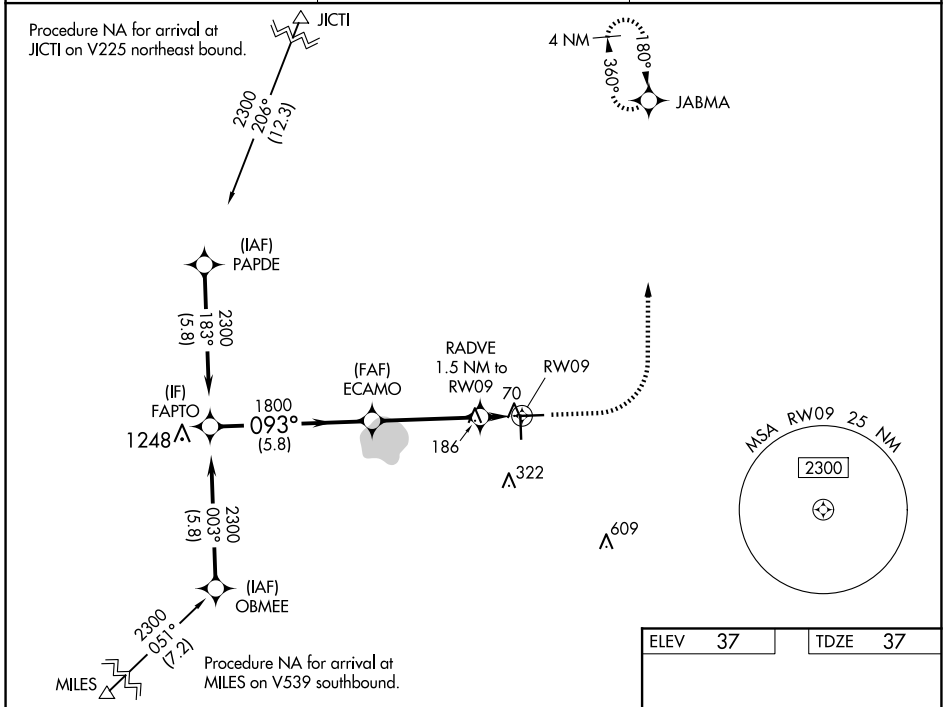 Procedure NA for arrival at
JICTI on V225 northeast bound.
JICTI
2300
206°
(12.3)
4 NM
360°
180°
JABMA
(IAF)
PAPDE
2300
183°
(5.8)
(IF)
FAPTO
1248
1800
093°
(5.8)
(FAF)
ECAMO
RADVE
1.5 NM to
RW09
186
70
RW09
322
609
MSA RW09 25 NM
2300
2300
003°
(5.8)
(IAF)
OBMEE
2300
051°
(7.2)
MILES
Procedure NA for arrival at
MILES on V539 southbound.
ELEV 37
TDZE 37